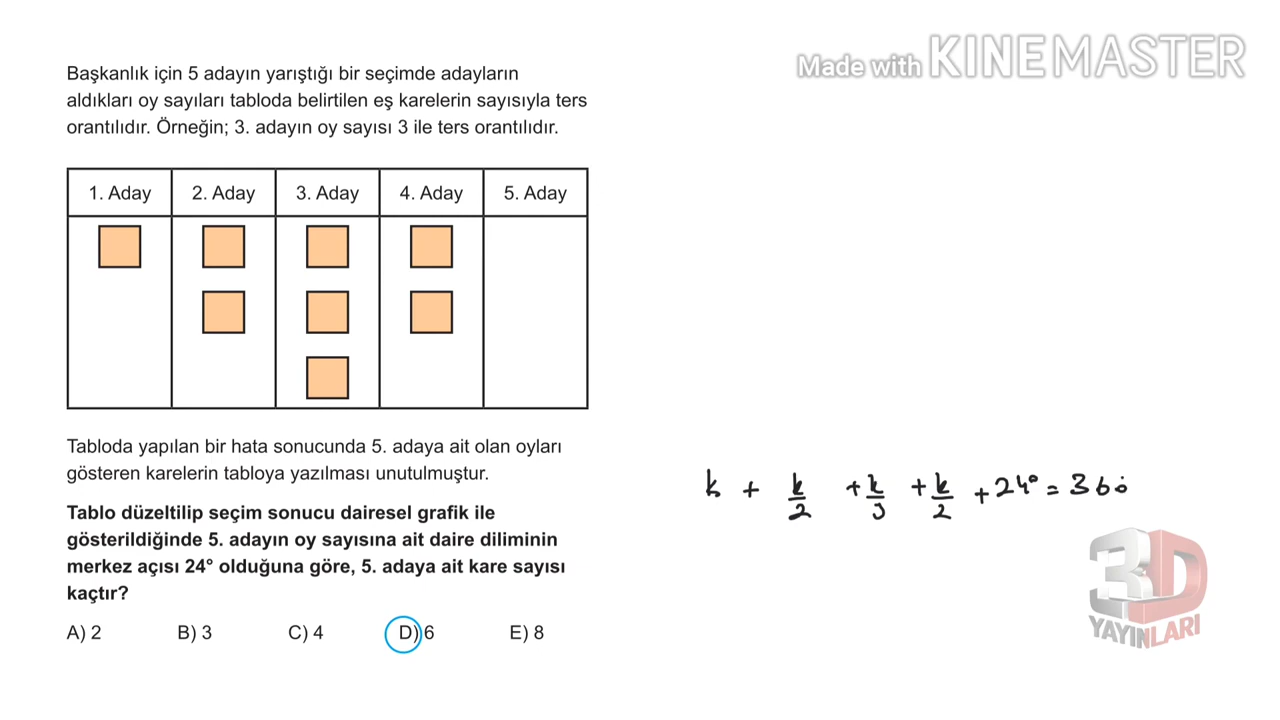 Made with KINEMASTER
Başkanlık için 5 adayın yarıştığı bir seçimde adayların
aldıkları oy sayıları tabloda belirtilen eş karelerin sayısıyla ters
orantılıdır. Örneğin; 3. adayın oy sayısı 3 ile ters orantılıdır.
1. Aday 2. Aday 3. Aday 4. Aday 5. Aday
Tabloda yapılan bir hata sonucunda 5. adaya ait olan oyları
gösteren karelerin tabloya yazılması unutulmuştur.
k + k/2 + k/3 + k/2 + 24° = 360
Tablo düzeltilip seçim sonucu dairesel grafik ile
gösterildiğinde 5. adayın oy sayısına ait daire diliminin
merkez açısı 24° olduğuna göre, 5. adaya ait kare sayısı
kaçtır?
A) 2 B) 3 C) 4 D) 6 E) 8
3D
YAYINLARI